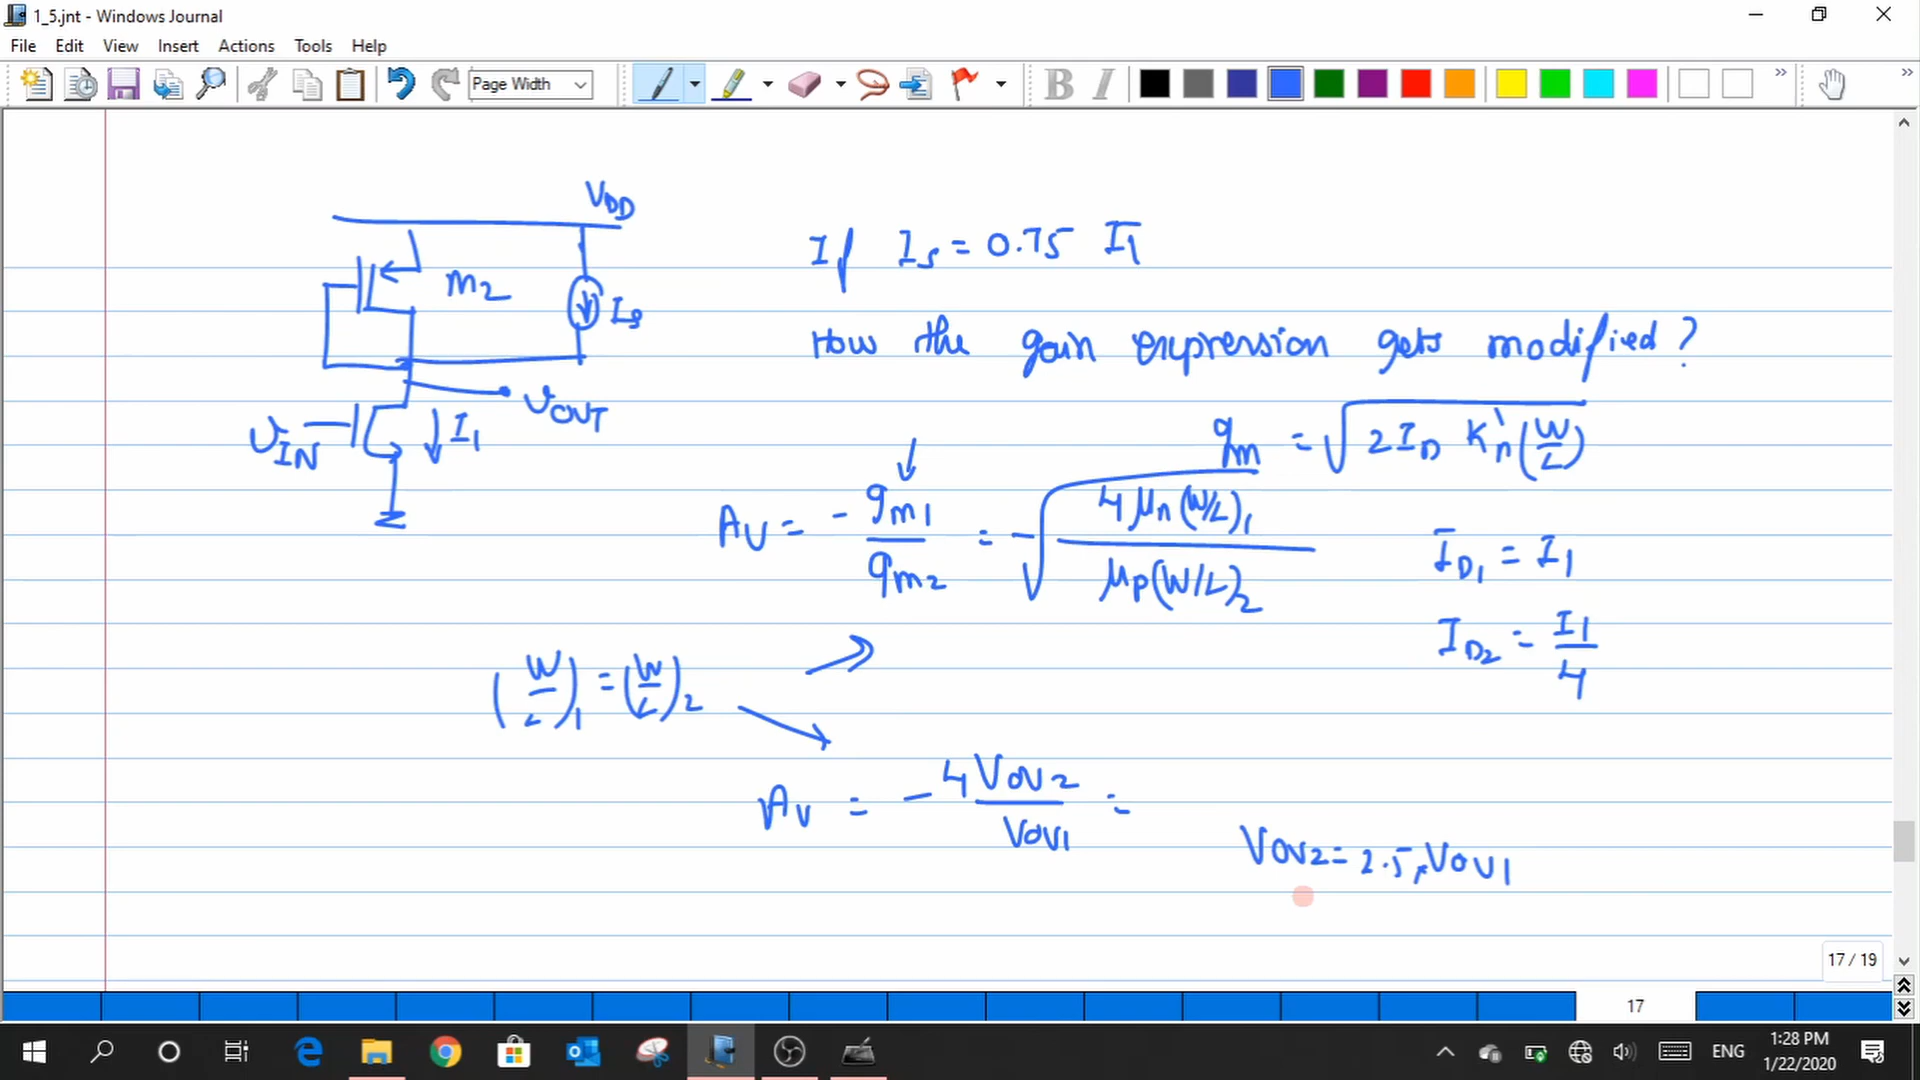 1_5.jnt - Windows Journal
File Edit View Insert Actions Tools Help
Page Width
B I
VDD
If Is = 0.75 I1
M2
Is
How the gain expression gets modified?
VOUT
VIN
I1
gm = √2ID Kn'(W/L)
AV = - gm1/gm2 = -√4μn(W/L)1/μp(W/L)2
ID1 = I1
ID2 = I1/4
(W/L)1 = (W/L)2
AV = -4VOV2/VOV1 =
VOV2 = 2.5 VOV1
17 / 19
17
ENG
1:28 PM
1/22/2020